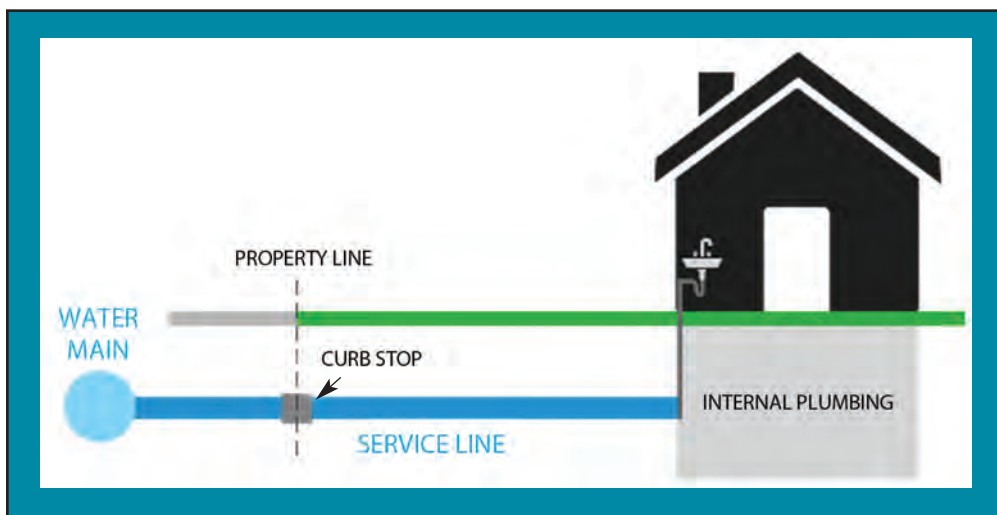 PROPERTY LINE
WATER
MAIN
CURB STOP
INTERNAL PLUMBING
SERVICE LINE